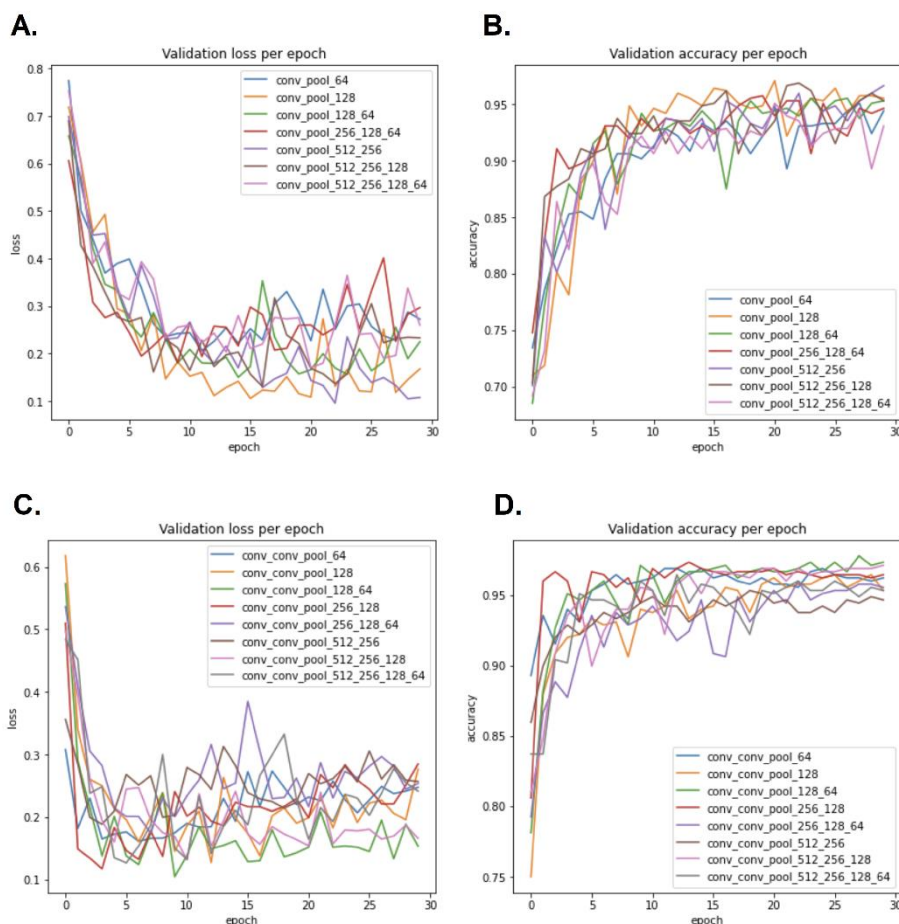 A.
Validation loss per epoch
0.8
0.7
0.6
0.5
0.4
0.3
0.2
0.1
loss
conv_pool_64
conv_pool_128
conv_pool_128_64
conv_pool_256_128_64
conv_pool_512_256
conv_pool_512_256_128
conv_pool_512_256_128_64
0 5 10 15 20 25 30
epoch
B.
Validation accuracy per epoch
0.95
0.90
0.85
0.80
0.75
0.70
accuracy
conv_pool_64
conv_pool_128
conv_pool_128_64
conv_pool_256_128_64
conv_pool_512_256
conv_pool_512_256_128
conv_pool_512_256_128_64
0 5 10 15 20 25 30
epoch
C.
Validation loss per epoch
0.6
0.5
0.4
0.3
0.2
0.1
loss
conv_conv_pool_64
conv_conv_pool_128
conv_conv_pool_128_64
conv_conv_pool_256_128
conv_conv_pool_256_128_64
conv_conv_pool_512_256
conv_conv_pool_512_256_128
conv_conv_pool_512_256_128_64
0 5 10 15 20 25 30
epoch
D.
Validation accuracy per epoch
0.95
0.90
0.85
0.80
0.75
accuracy
conv_conv_pool_64
conv_conv_pool_128
conv_conv_pool_128_64
conv_conv_pool_256_128
conv_conv_pool_256_128_64
conv_conv_pool_512_256
conv_conv_pool_512_256_128
conv_conv_pool_512_256_128_64
0 5 10 15 20 25 30
epoch